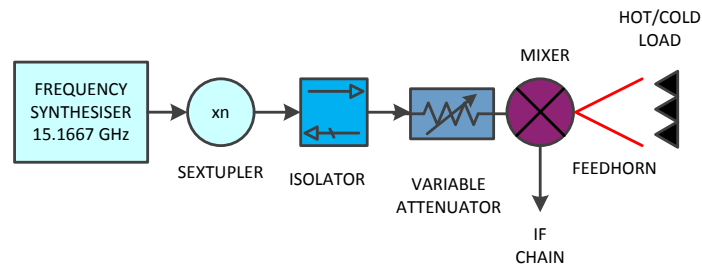 FREQUENCY
SYNTHESISER
15.1667 GHz
xn
SEXTUPLER
ISOLATOR
VARIABLE
ATTENUATOR
MIXER
HOT/COLD
LOAD
FEEDHORN
IF
CHAIN